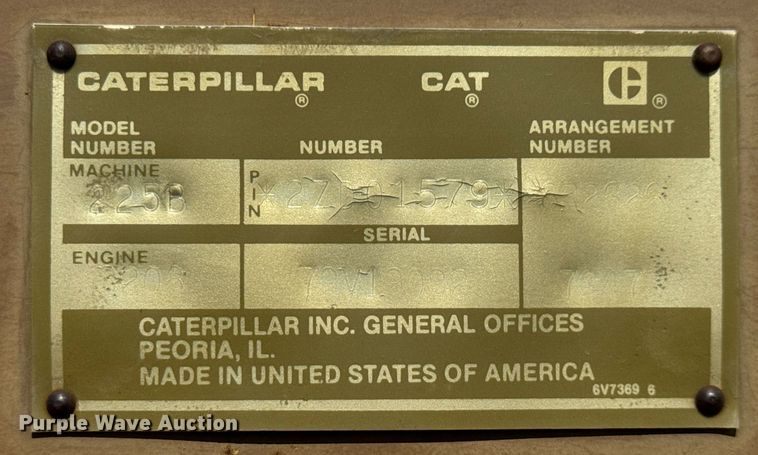 CATERPILLAR ® CAT ® C ®
MODEL NUMBER NUMBER ARRANGEMENT NUMBER
MACHINE 225B PIN
SERIAL
ENGINE
CATERPILLAR INC. GENERAL OFFICES
PEORIA, IL.
MADE IN UNITED STATES OF AMERICA
6V7369 6
Purple Wave Auction